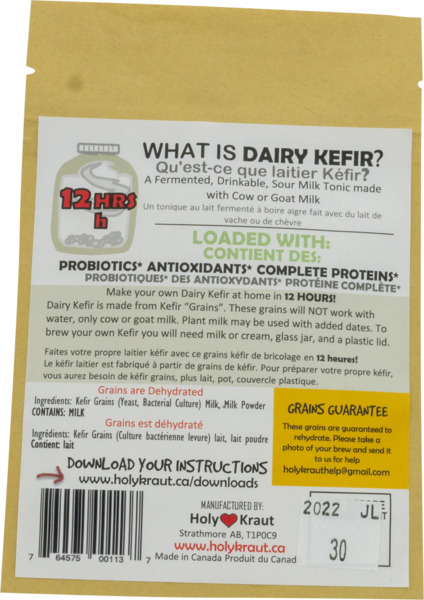 WHAT IS DAIRY KEFIR?
Qu'est-ce que laitier Kéfir?
A Fermented, Drinkable, Sour Milk Tonic made
with Cow or Goat Milk
Un tonique au lait fermenté à boire aigre fait avec du lait de
vache ou de chèvre
12 HRS
h
LOADED WITH:
CONTIENT DES:
PROBIOTICS* ANTIOXIDANTS* COMPLETE PROTEINS*
PROBIOTIQUES* DES ANTIOXYDANTS* PROTÉINE COMPLÈTE*
Make your own Dairy Kefir at home in 12 HOURS!
Dairy Kefir is made from Kefir "Grains". These grains will NOT work with
water, only cow or goat milk. Plant milk may be used with added dates. To
brew your own Kefir you will need milk or cream, glass jar, and a plastic lid.
Faites votre propre laitier kéfir avec ce grains kéfir de bricolage en 12 heures!
Le kéfir laitier est fabriqué à partir de grains de kéfir. Pour préparer votre propre kéfir,
vous aurez besoin de kéfir grains, plus lait, pot, couvercle plastique.
Grains are Dehydrated
Ingredients: Kefir Grains (Yeast, Bacterial Culture) Milk, .Milk Powder
CONTAINS: MILK
Grains est déhydraté
Ingrédients: Kefir Grains (Culture bactérienne levure) lait, lait poudre
Contient: lait
GRAINS GUARANTEE
These grains are guaranteed to
rehydrate. Please take a
photo of your brew and send it
to us for help
holykrauthelp@gmail.com
DOWNLOAD YOUR INSTRUCTIONS
www.holykraut.ca/downloads
MANUFACTURED BY:
Holy Kraut
Strathmore AB, T1P0C9
www.holykraut.ca
Made in Canada Produit du Canad
7 64575 00113 7
2022 JL
30